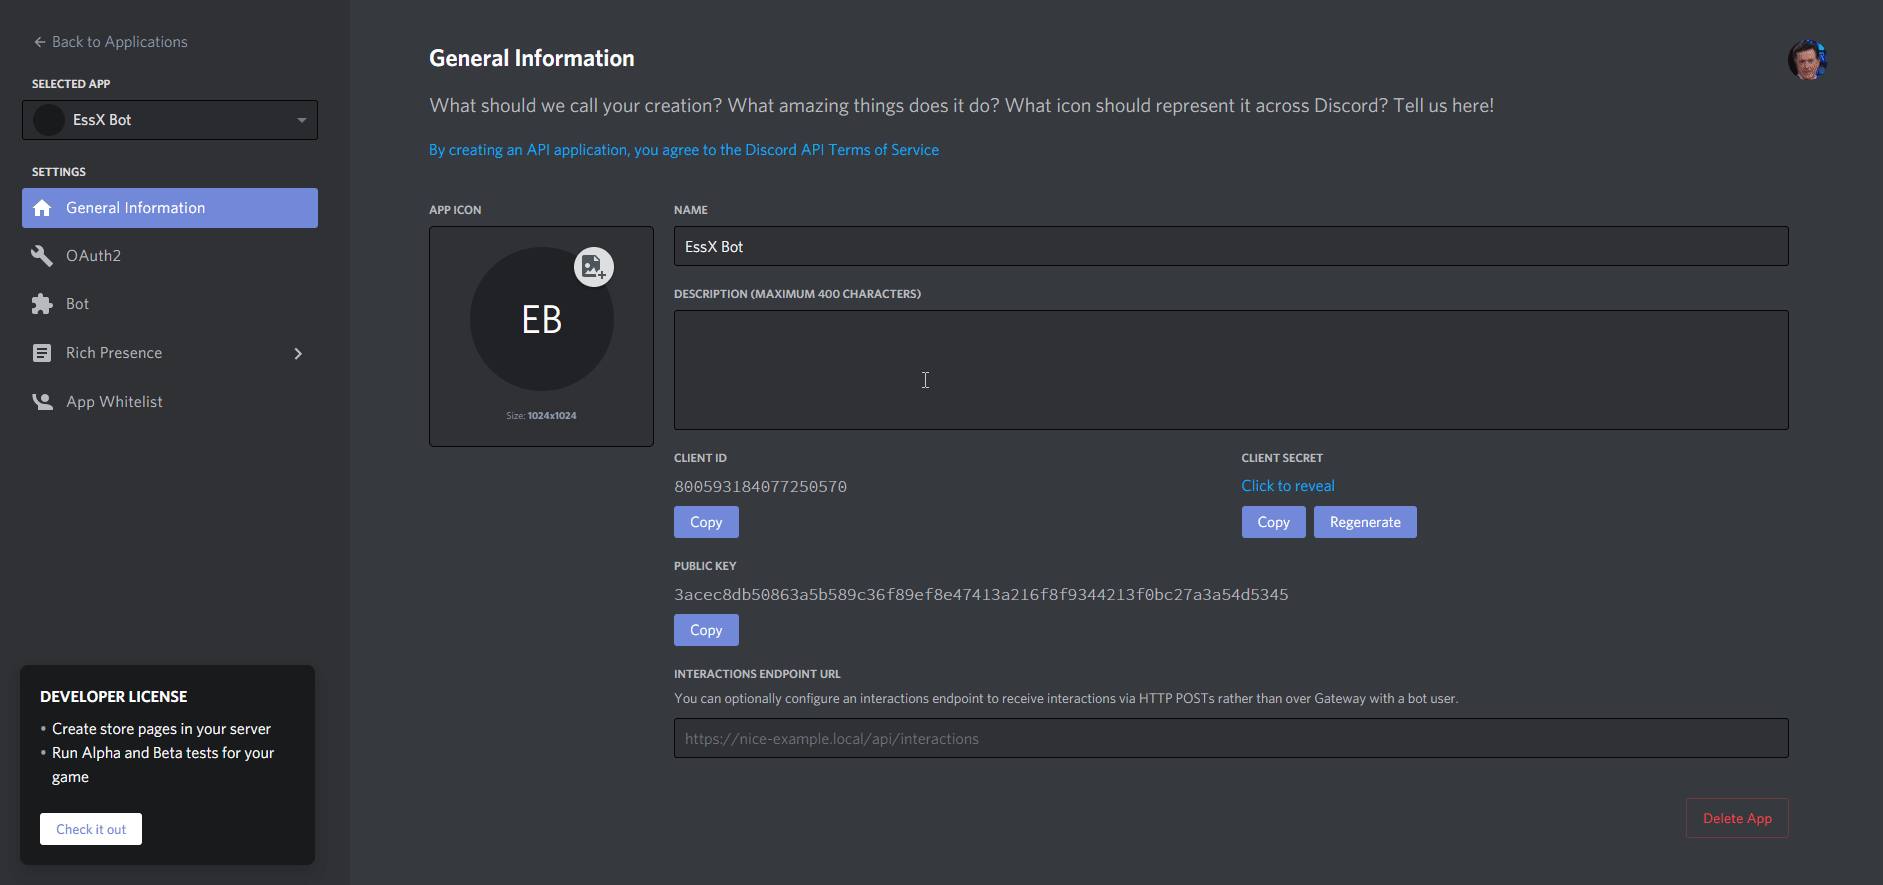 Back to Applications
SELECTED APP
EssX Bot
SETTINGS
General Information
OAuth2
Bot
Rich Presence
App Whitelist
DEVELOPER LICENSE
• Create store pages in your server
• Run Alpha and Beta tests for your
game
Check it out
General Information
What should we call your creation? What amazing things does it do? What icon should represent it across Discord? Tell us here!
By creating an API application, you agree to the Discord API Terms of Service
APP ICON
EB
Size: 1024x1024
NAME
EssX Bot
DESCRIPTION (MAXIMUM 400 CHARACTERS)
CLIENT ID
800593184077250570
Copy
CLIENT SECRET
Click to reveal
Copy Regenerate
PUBLIC KEY
3acec8db50863a5b589c36f89ef8e47413a216f8f9344213f0bc27a3a54d5345
Copy
INTERACTIONS ENDPOINT URL
You can optionally configure an interactions endpoint to receive interactions via HTTP POSTs rather than over Gateway with a bot user.
https://nice-example.local/api/interactions
Delete App